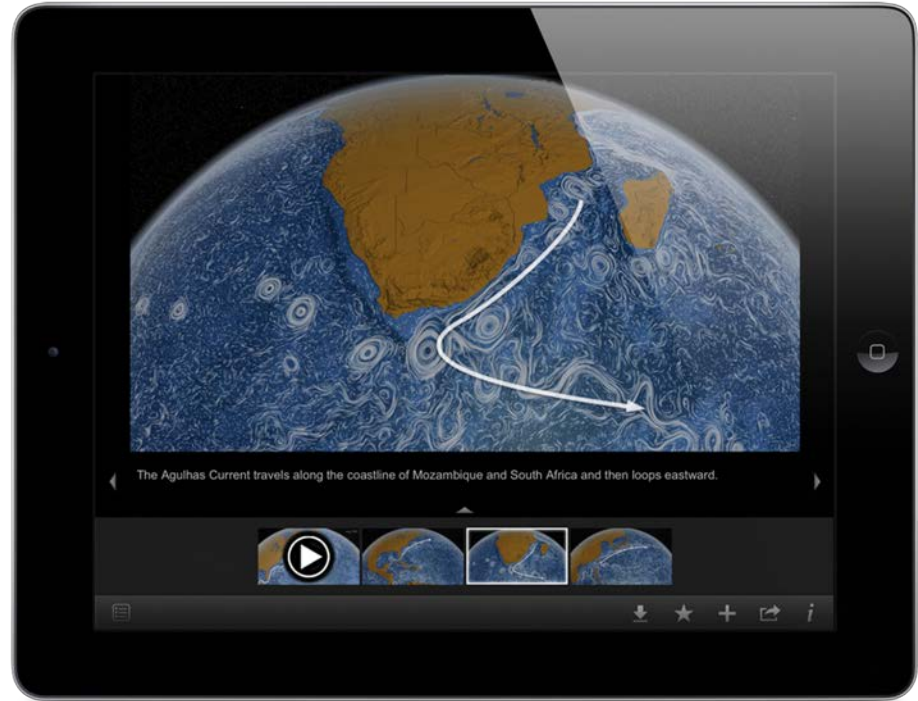 The Agulhas Current travels along the coastline of Mozambique and South Africa and then loops eastward.